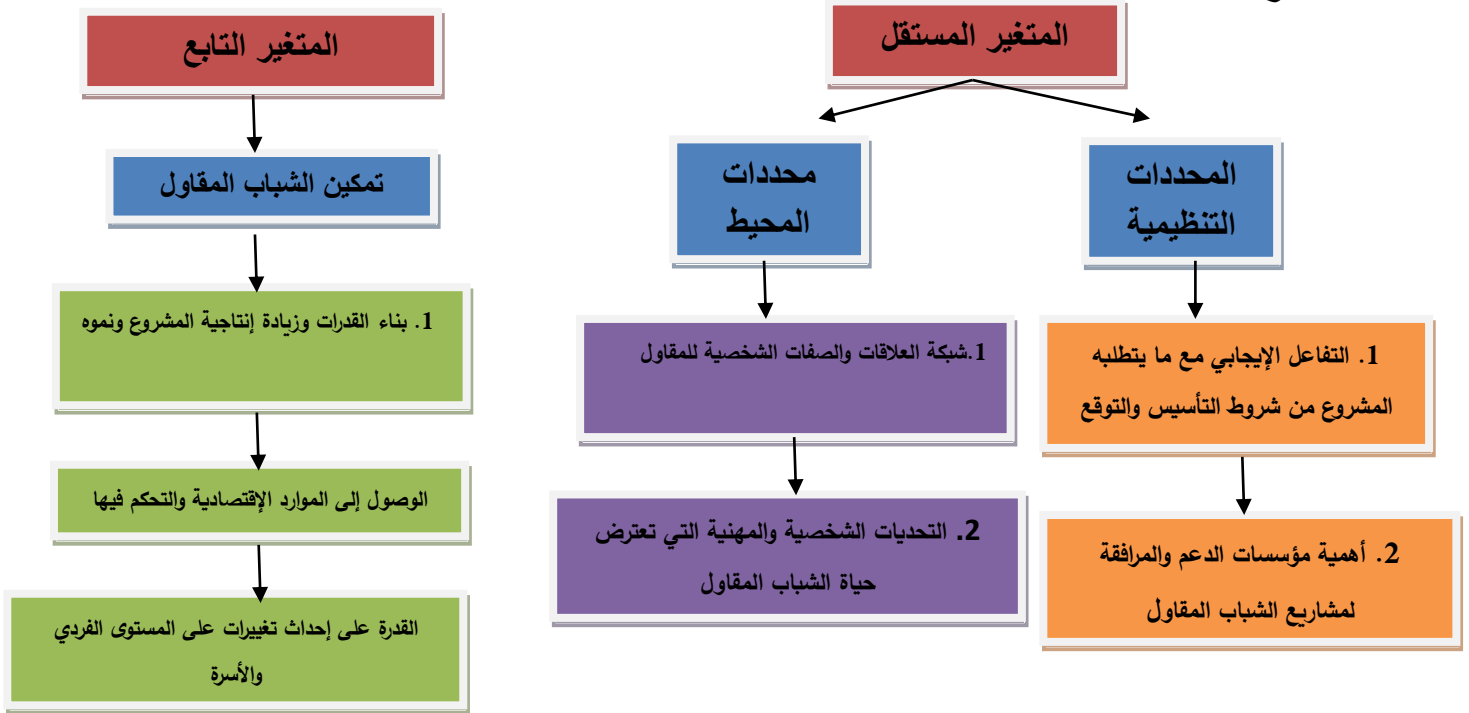 المتغير المستقل
المحددات
التنظيمية
1. التفاعل الإيجابي مع ما يتطلبه
المشروع من شروط التأسيس والتوقع
2. أهمية مؤسسات الدعم والمرافقة
لمشاريع الشباب المقاول
محددات
المحيط
1.شبكة العلاقات والصفات الشخصية للمقاول
2. التحديات الشخصية والمهنية التي تعترض
حياة الشباب المقاول
المتغير التابع
تمكين الشباب المقاول
1. بناء القدرات وزيادة إنتاجية المشروع ونموه
الوصول إلى الموارد الإقتصادية والتحكم فيها
القدرة على إحداث تغييرات على المستوى الفردي
والأسرة